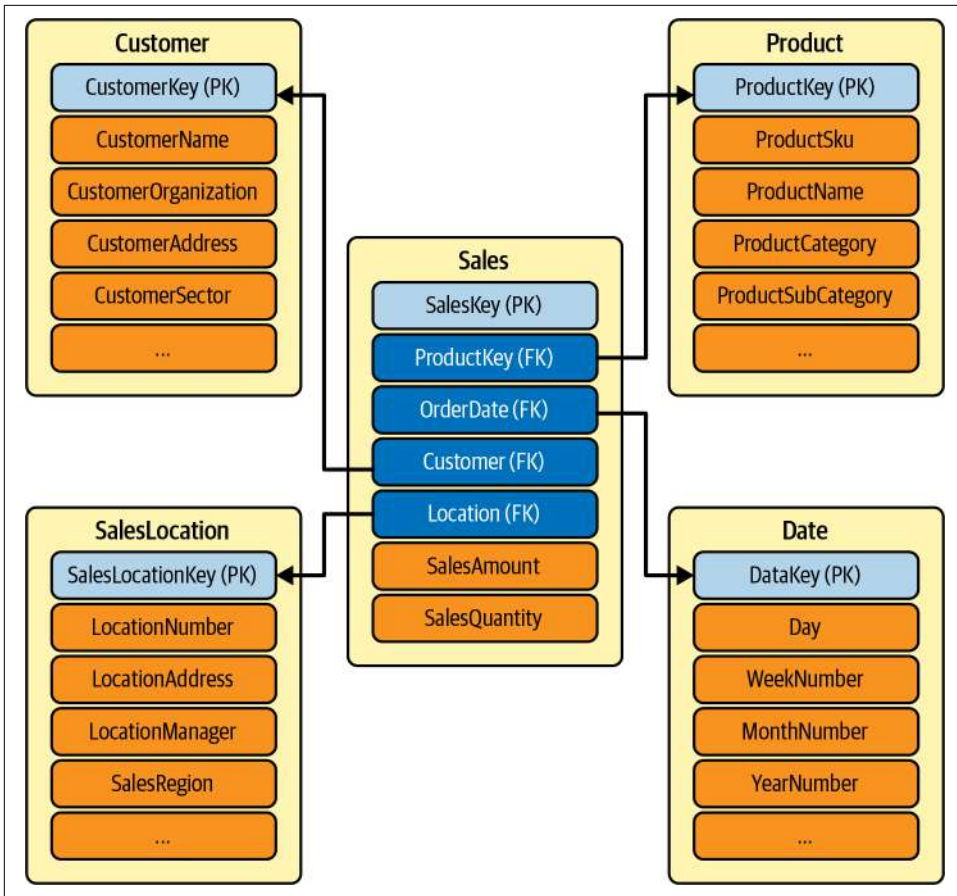 Customer
CustomerKey (PK)
CustomerName
CustomerOrganization
CustomerAddress
CustomerSector
...
Product
ProductKey (PK)
ProductSku
ProductName
ProductCategory
ProductSubCategory
...
Sales
SalesKey (PK)
ProductKey (FK)
OrderDate (FK)
Customer (FK)
Location (FK)
SalesAmount
SalesQuantity
SalesLocation
SalesLocationKey (PK)
LocationNumber
LocationAddress
LocationManager
SalesRegion
...
Date
DataKey (PK)
Day
WeekNumber
MonthNumber
YearNumber
...